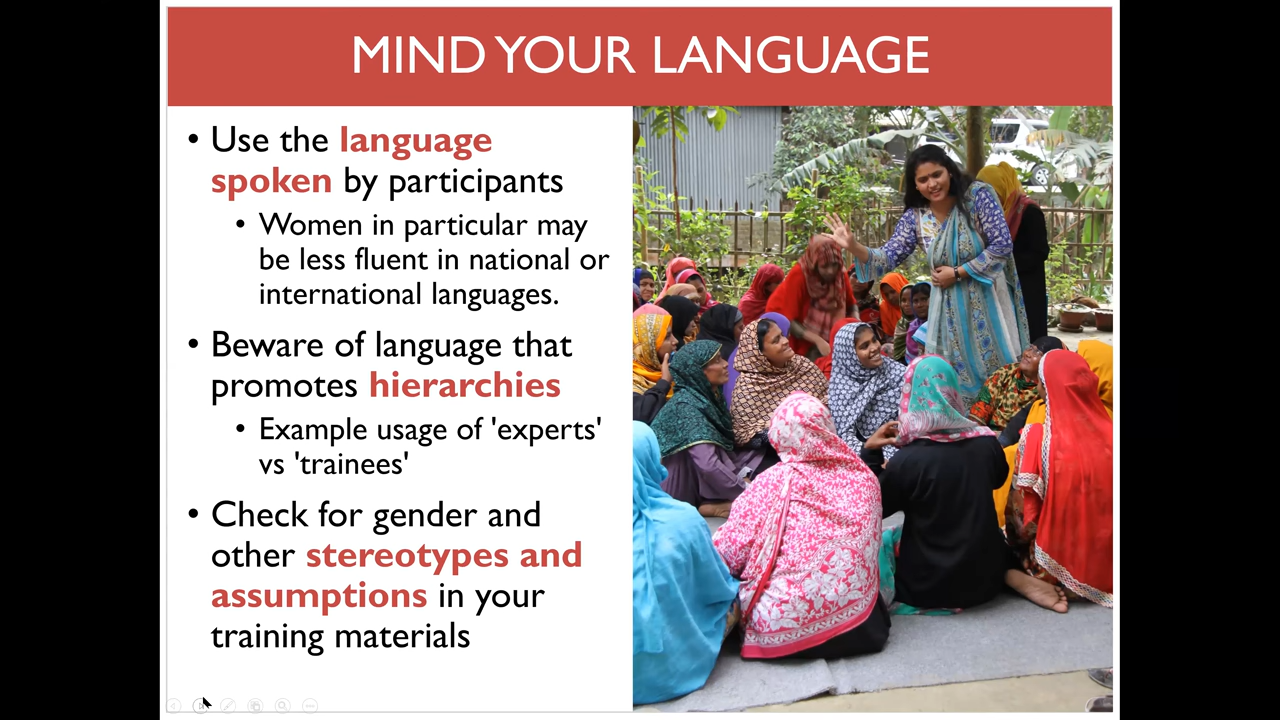 MIND YOUR LANGUAGE
• Use the language
spoken by participants
• Women in particular may
be less fluent in national or
international languages.
• Beware of language that
promotes hierarchies
• Example usage of 'experts'
vs 'trainees'
• Check for gender and
other stereotypes and
assumptions in your
training materials